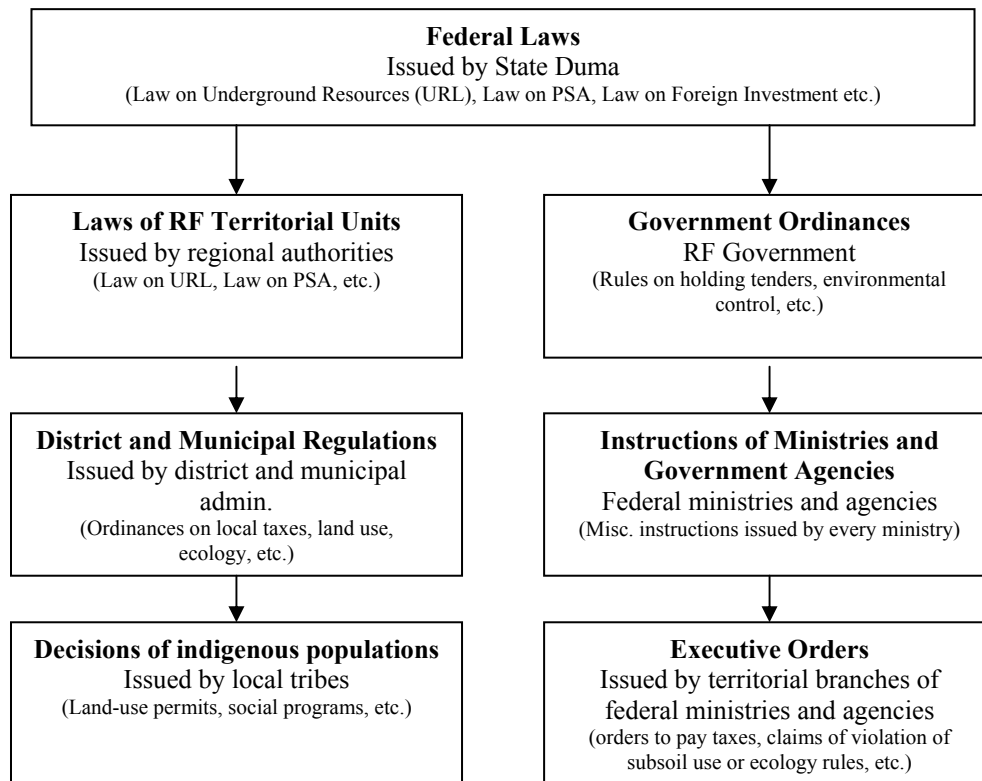 Federal Laws
Issued by State Duma
(Law on Underground Resources (URL), Law on PSA, Law on Foreign Investment etc.)
Laws of RF Territorial Units
Issued by regional authorities
(Law on URL, Law on PSA, etc.)
Government Ordinances
RF Government
(Rules on holding tenders, environmental
control, etc.)
District and Municipal Regulations
Issued by district and municipal
admin.
(Ordinances on local taxes, land use,
ecology, etc.)
Instructions of Ministries and
Government Agencies
Federal ministries and agencies
(Misc. instructions issued by every ministry)
Decisions of indigenous populations
Issued by local tribes
(Land-use permits, social programs, etc.)
Executive Orders
Issued by territorial branches of
federal ministries and agencies
(orders to pay taxes, claims of violation of
subsoil use or ecology rules, etc.)